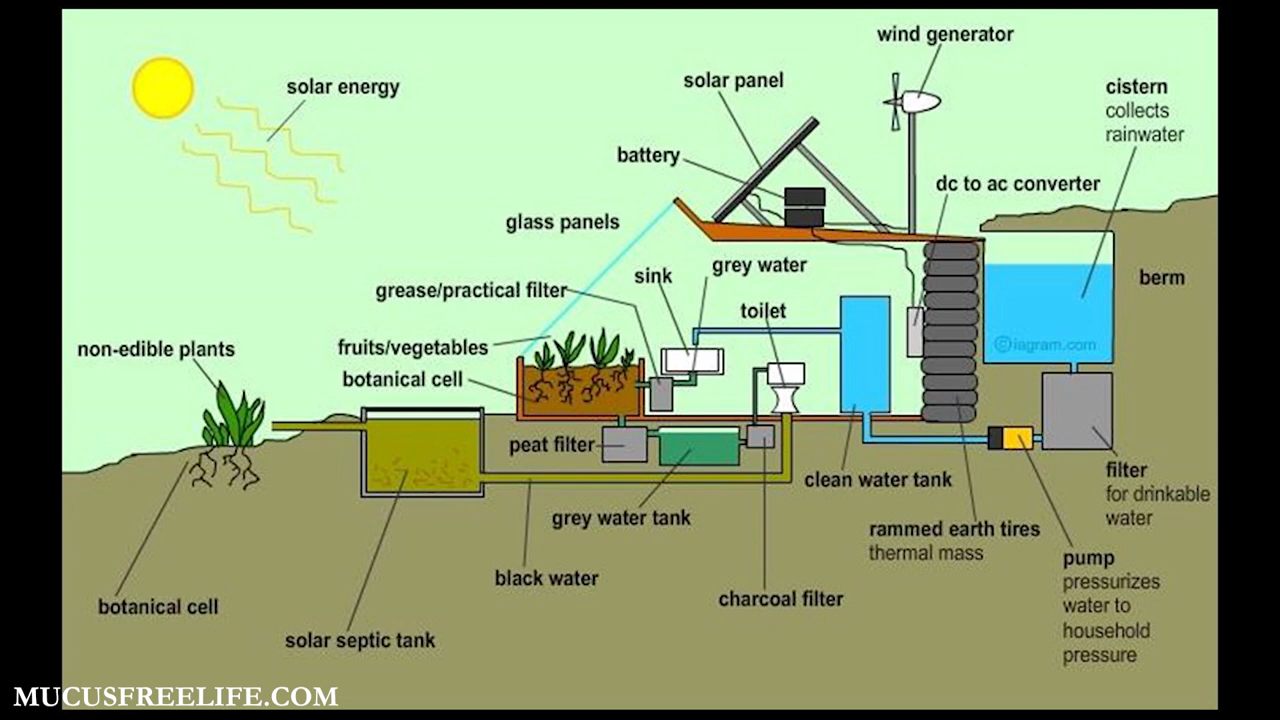 wind generator
solar panel
cistern
collects
rainwater
solar energy
battery
dc to ac converter
glass panels
grey water
sink
berm
grease/practical filter
toilet
©iagram.com
non-edible plants
fruits/vegetables
botanical cell
peat filter
clean water tank
filter
for drinkable
water
grey water tank
rammed earth tires
thermal mass
pump
pressurizes
water to
household
pressure
black water
charcoal filter
botanical cell
solar septic tank
MUCUSFREELIFE.COM